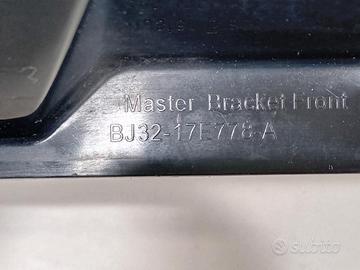 Master Bracket Front
BJ32-17E778-A
subito